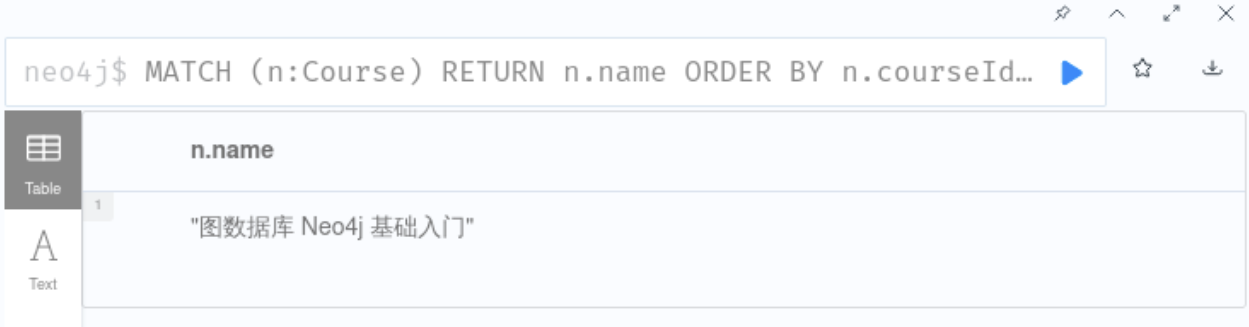 neo4j$ MATCH (n:Course) RETURN n.name ORDER BY n.courseId…
Table
n.name
1
"图数据库 Neo4j 基础入门"
A
Text